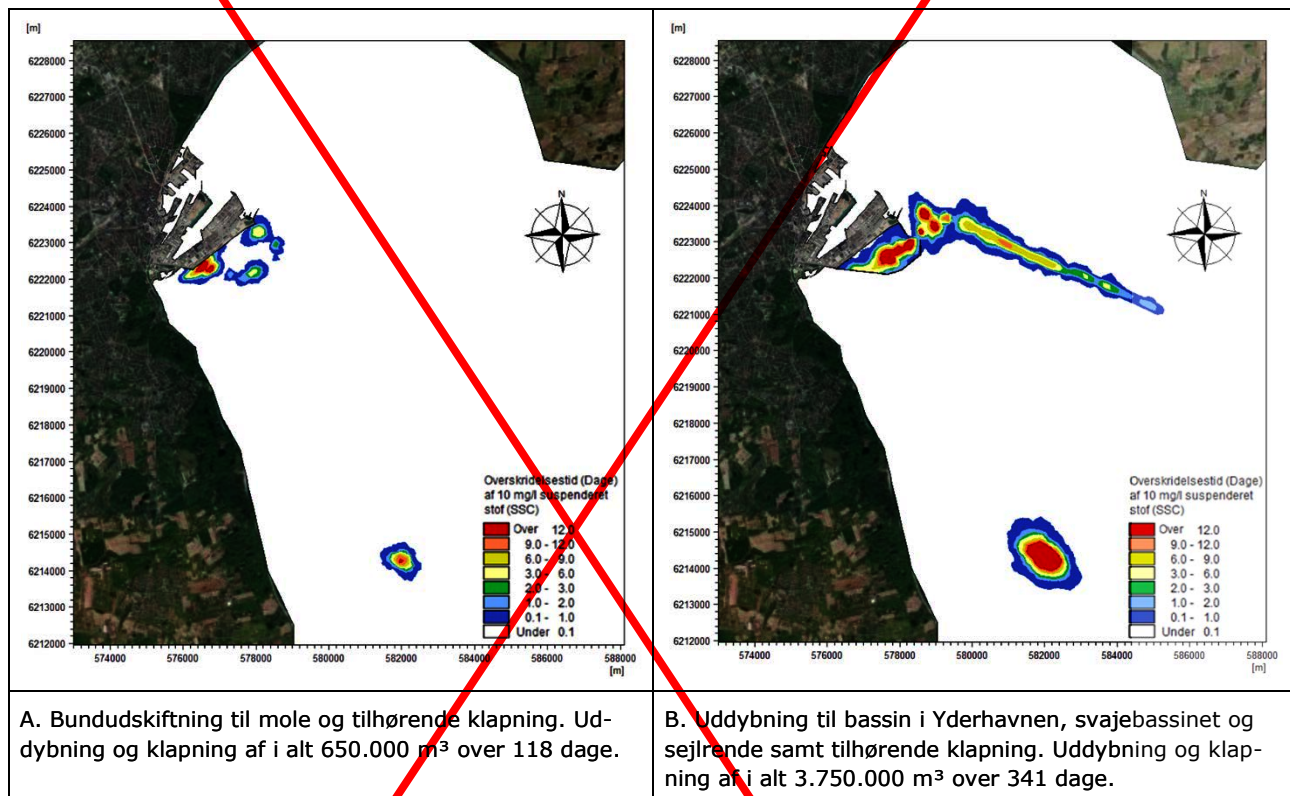 [m]
6228000
6227000
6226000
6225000
6224000
6223000
6222000
6221000
6220000
6219000
6218000
6217000
6216000
6215000
6214000
6213000
6212000
N
Overskridelsestid (Dage)
af 10 mg/l suspenderet
stof (SSC)
Over 12.0
9.0 - 12.0
6.0 - 9.0
3.0 - 6.0
2.0 - 3.0
1.0 - 2.0
0.1 - 1.0
Under 0.1
574000 576000 578000 580000 582000 584000 586000 588000
[m]
A. Bundudskiftning til mole og tilhørende klapning. Ud-
dybning og klapning af i alt 650.000 m³ over 118 dage.
[m]
6228000
6227000
6226000
6225000
6224000
6223000
6222000
6221000
6220000
6219000
6218000
6217000
6216000
6215000
6214000
6213000
6212000
N
Overskridelsestid (Dage)
af 10 mg/l suspenderet
stof (SSC)
Over 12.0
9.0 - 12.0
6.0 - 9.0
3.0 - 6.0
2.0 - 3.0
1.0 - 2.0
0.1 - 1.0
Under 0.1
574000 576000 578000 580000 582000 584000 586000 588000
[m]
B. Uddybning til bassin i Yderhavnen, svajebassinet og
sejlrende samt tilhørende klapning. Uddybning og klap-
ning af i alt 3.750.000 m³ over 341 dage.